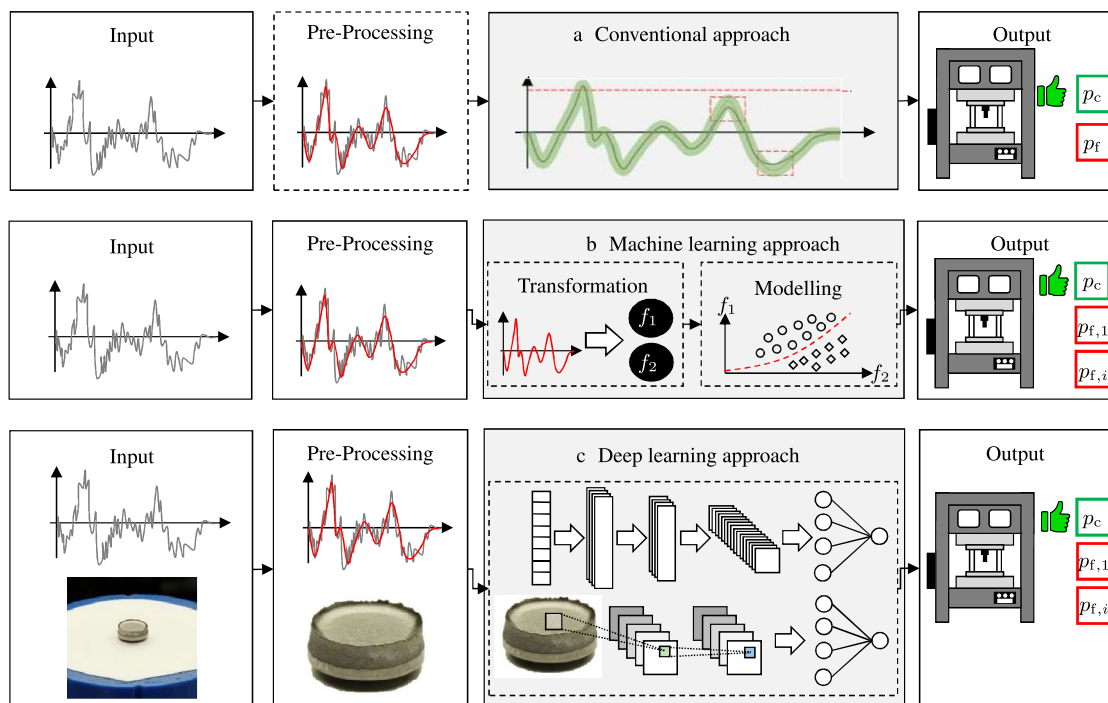 Input
Pre-Processing
a Conventional approach
Output
p_c
p_f
Input
Pre-Processing
b Machine learning approach
Transformation
f_1
f_2
Modelling
f_1
f_2
Output
p_c
p_f,1
p_f,i
Input
Pre-Processing
c Deep learning approach
Output
p_c
p_f,1
p_f,i